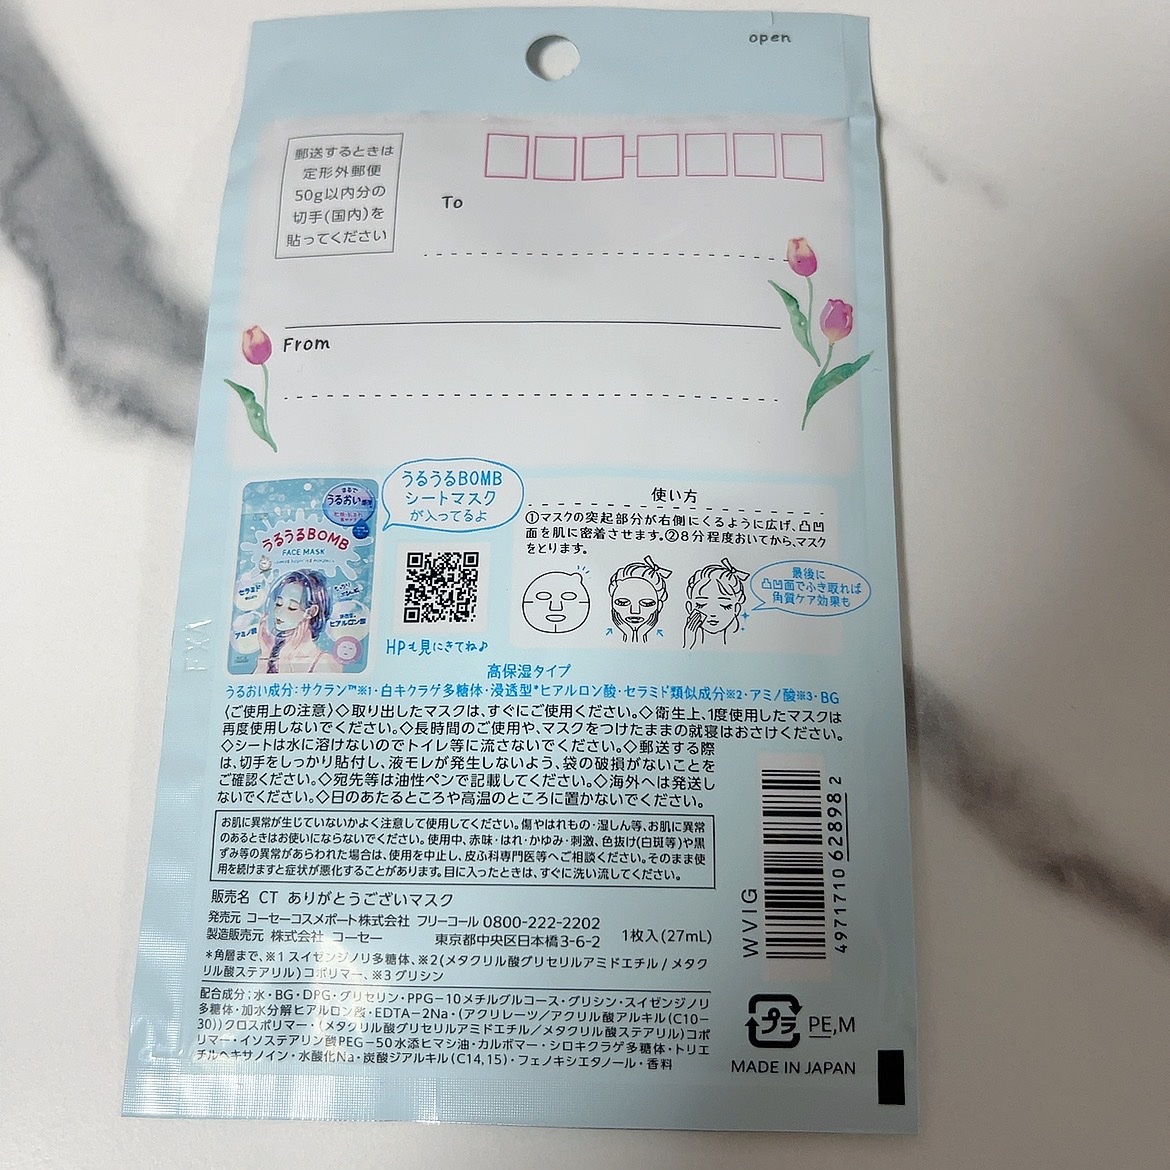 open
郵送するときは
定形外郵便
50g以内分の
切手(国内)を
貼ってください
To
From
うるうるBOMB
シートマスク
が入ってるよ
まるで
うるおい
うるうるBOMB
FACE MASK
セラミド
アミノ酸
ヒアルロン酸
HPも見にきてね♪
使い方
①マスクの突起部分が右側にくるように広げ、凸凹
面を肌に密着させます。②8分程度おいてから、マスク
をとります。
最後に
凸凹面でふき取れば
角質ケア効果も
高保湿タイプ
うるおい成分:サクラン™※1・白キクラゲ多糖体・浸透型*ヒアルロン酸・セラミド類似成分※2・アミノ酸※3・BG
〈ご使用上の注意〉◇取り出したマスクは、すぐにご使用ください。◇衛生上、1度使用したマスクは
再度使用しないでください。◇長時間のご使用や、マスクをつけたままの就寝はおさけください。
◇シートは水に溶けないのでトイレ等に流さないでください。◇郵送する際
は、切手をしっかり貼付し、液モレが発生しないよう、袋の破損がないことを
ご確認ください。◇宛先等は油性ペンで記載してください。◇海外へは発送し
ないでください。◇日のあたるところや高温のところに置かないでください。
お肌に異常が生じていないかよく注意して使用してください。傷やはれもの・湿しん等、お肌に異常
のあるときはお使いにならないでください。使用中、赤味・はれ・かゆみ・刺激、色抜け(白斑等)や黒
ずみ等の異常があらわれた場合は、使用を中止し、皮ふ科専門医等へご相談ください。そのまま使
用を続けますと症状が悪化することがあります。目に入ったときは、すぐに洗い流してください。
販売名 CT ありがとうございマスク
発売元 コーセーコスメポート株式会社 フリーコール 0800-222-2202
製造販売元 株式会社 コーセー 東京都中央区日本橋3-6-2 1枚入(27mL)
*角層まで、※1 スイゼンジノリ多糖体、※2(メタクリル酸グリセリルアミドエチル/メタク
リル酸ステアリル)コポリマー、※3 グリシン
配合成分:水・BG・DPG・グリセリン・PPG-10メチルグルコース・グリシン・スイゼンジノリ
多糖体・加水分解ヒアルロン酸・EDTA-2Na・(アクリレーツ/アクリル酸アルキル(C10-
30))クロスポリマー・(メタクリル酸グリセリルアミドエチル/メタクリル酸ステアリル)コポ
リマー・イソステアリン酸PEG-50水添ヒマシ油・カルボマー・シロキクラゲ多糖体・トリエ
チルヘキサノイン・水酸化Na・炭酸ジアルキル(C14,15)・フェノキシエタノール・香料
WVIG
4971710 628982
プラ
PE,M
MADE IN JAPAN